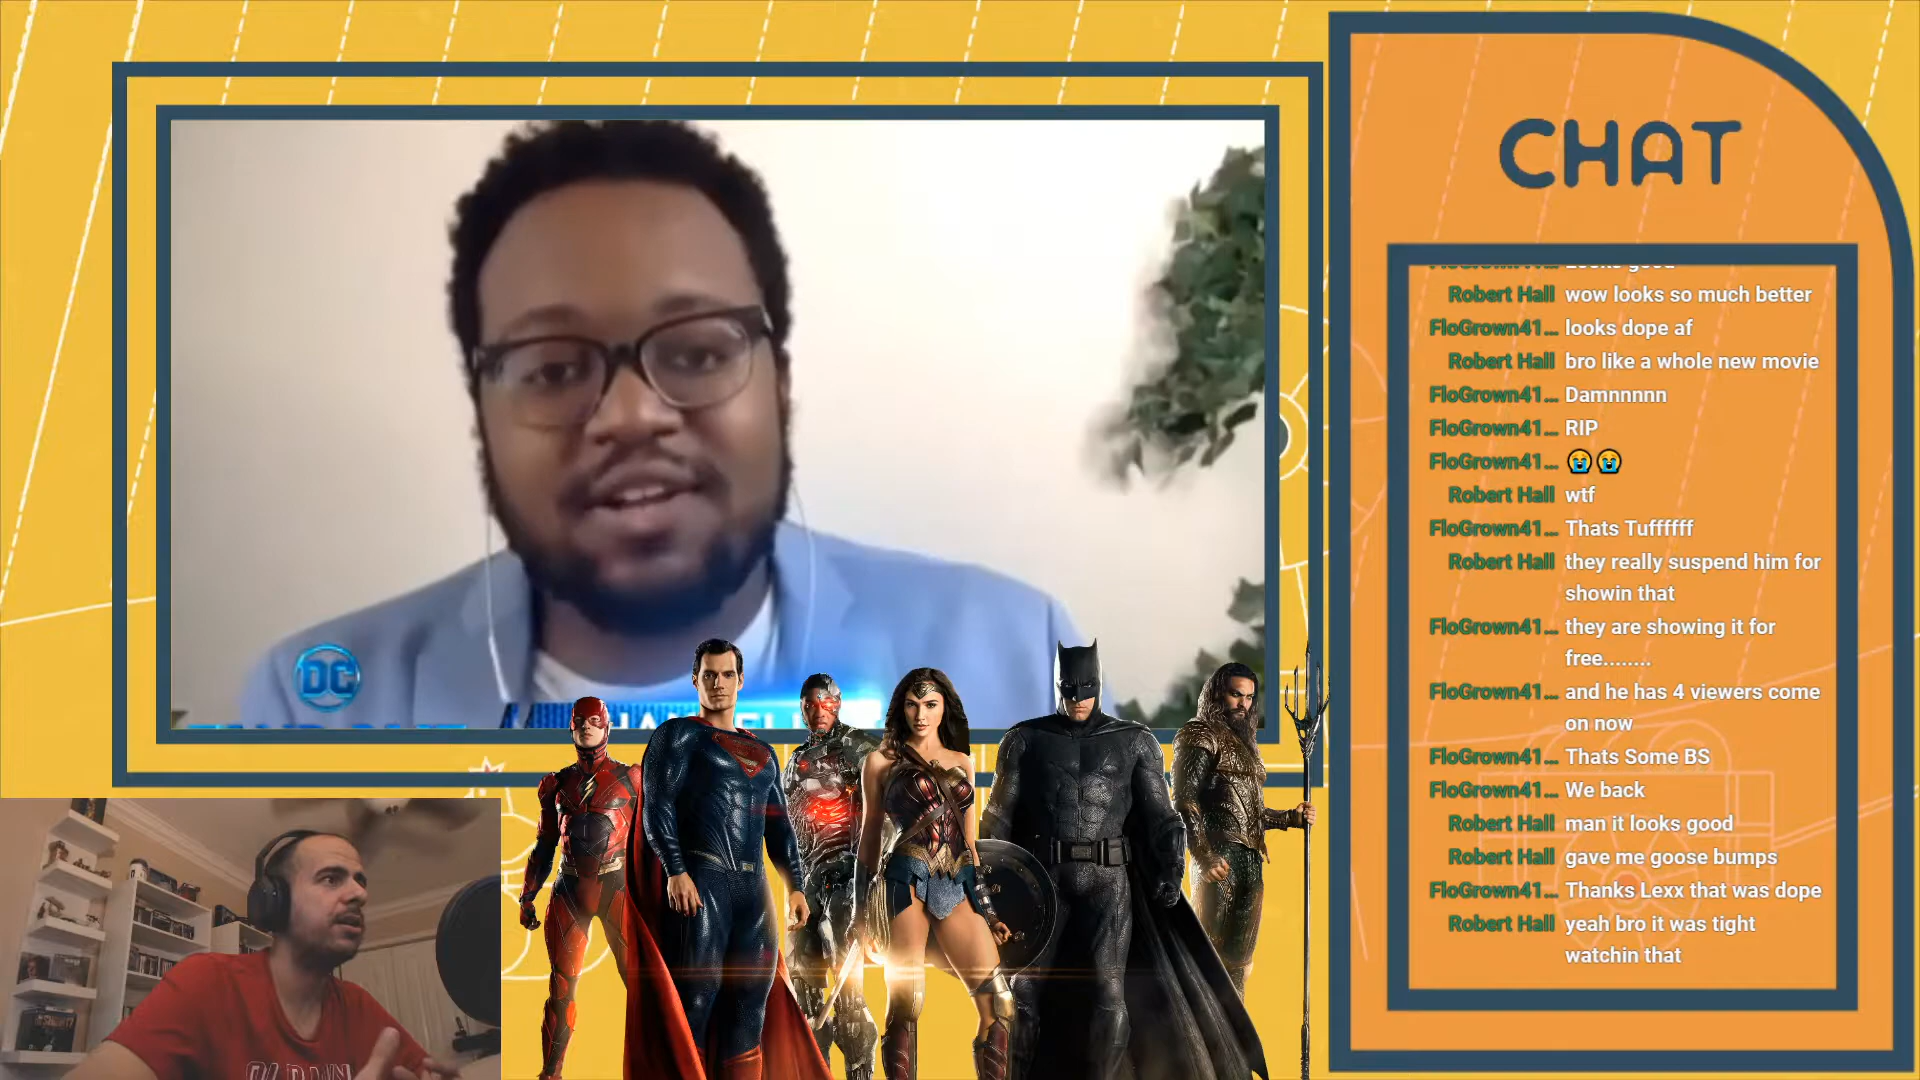 CHAT
Robert Hall wow looks so much better
FloGrown41... looks dope af
Robert Hall bro like a whole new movie
FloGrown41... Damnnnnn
FloGrown41... RIP
FloGrown41... 😭😭
Robert Hall wtf
FloGrown41... Thats Tuffffff
Robert Hall they really suspend him for
showin that
FloGrown41... they are showing it for
free........
FloGrown41... and he has 4 viewers come
on now
FloGrown41... Thats Some BS
FloGrown41... We back
Robert Hall man it looks good
Robert Hall gave me goose bumps
FloGrown41... Thanks Lexx that was dope
Robert Hall yeah bro it was tight
watchin that
DC